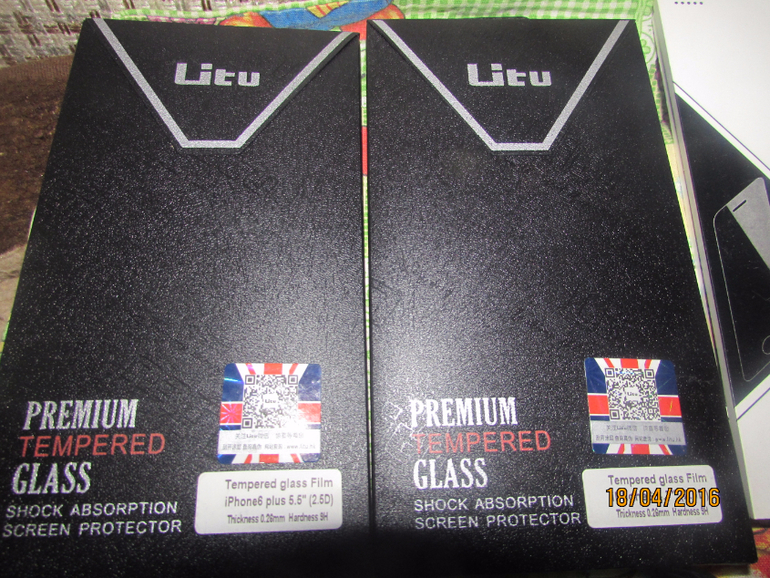 Litu
PREMIUM
TEMPERED
GLASS
SHOCK ABSORPTION
SCREEN PROTECTOR
Litu
Tempered glass Film
iPhone6 plus 5.5" (2.5D)
Thickness 0.26mm Hardness 9H
Litu
PREMIUM
TEMPERED
GLASS
SHOCK ABSORPTION
SCREEN PROTECTOR
Litu
Tempered glass Film
18/04/2016
Thickness 0.26mm Hardness 9H